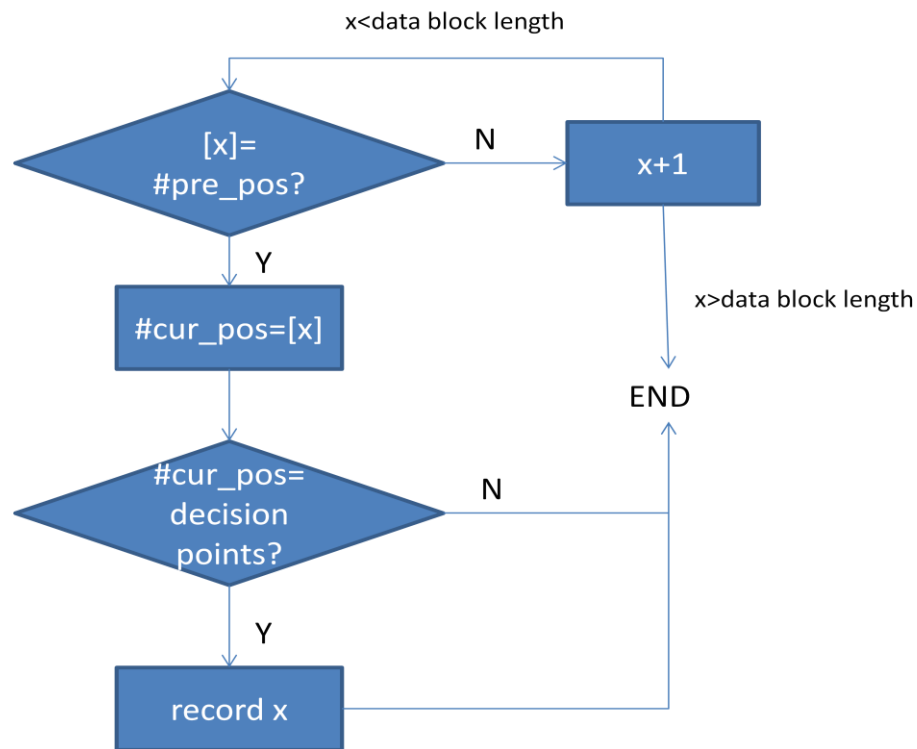 x<data block length
[x]=
#pre_pos?
N
x+1
Y
#cur_pos=[x]
x>data block length
END
#cur_pos=
decision
points?
N
Y
record x